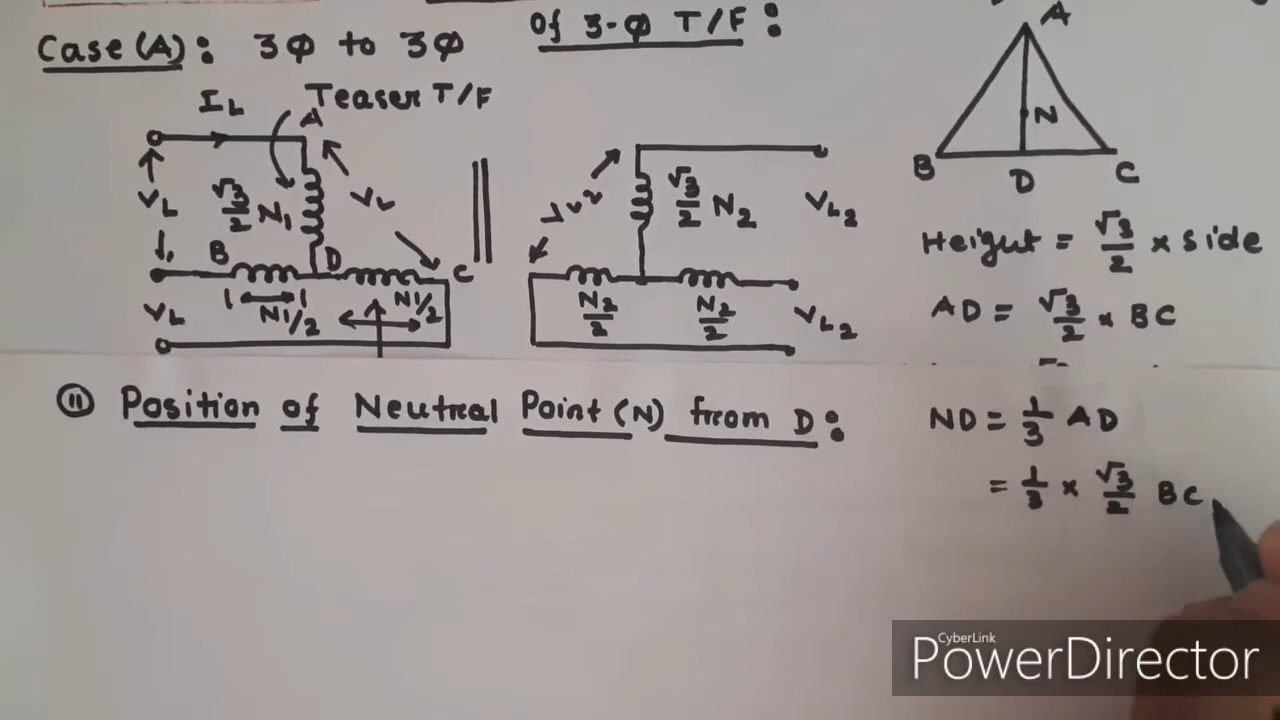 Case (A): 3Φ to 3Φ
Of 3-Φ T/F:
IL
Teaser T/F
A
VL
√3/2 N1
VL
B
D
C
N1/2
N1/2
VL
VL2
√3/2 N2
VL2
N2/2
N2/2
VL2
A
N
B
D
C
Height = √3/2 × side
AD = √3/2 × BC
(ii) Position of Neutral Point (N) from D:
ND = 1/3 AD
= 1/3 × √3/2 BC
CyberLink
PowerDirector